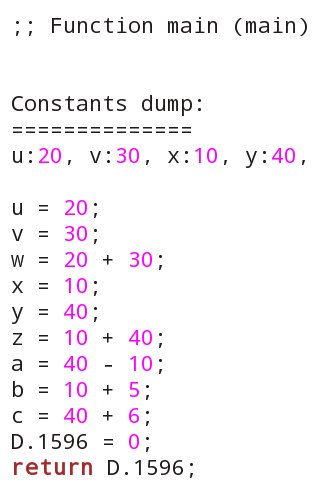 ;; Function main (main)
Constants dump:
==============
u:20, v:30, x:10, y:40,
u = 20;
v = 30;
w = 20 + 30;
x = 10;
y = 40;
z = 10 + 40;
a = 40 - 10;
b = 10 + 5;
c = 40 + 6;
D.1596 = 0;
return D.1596;